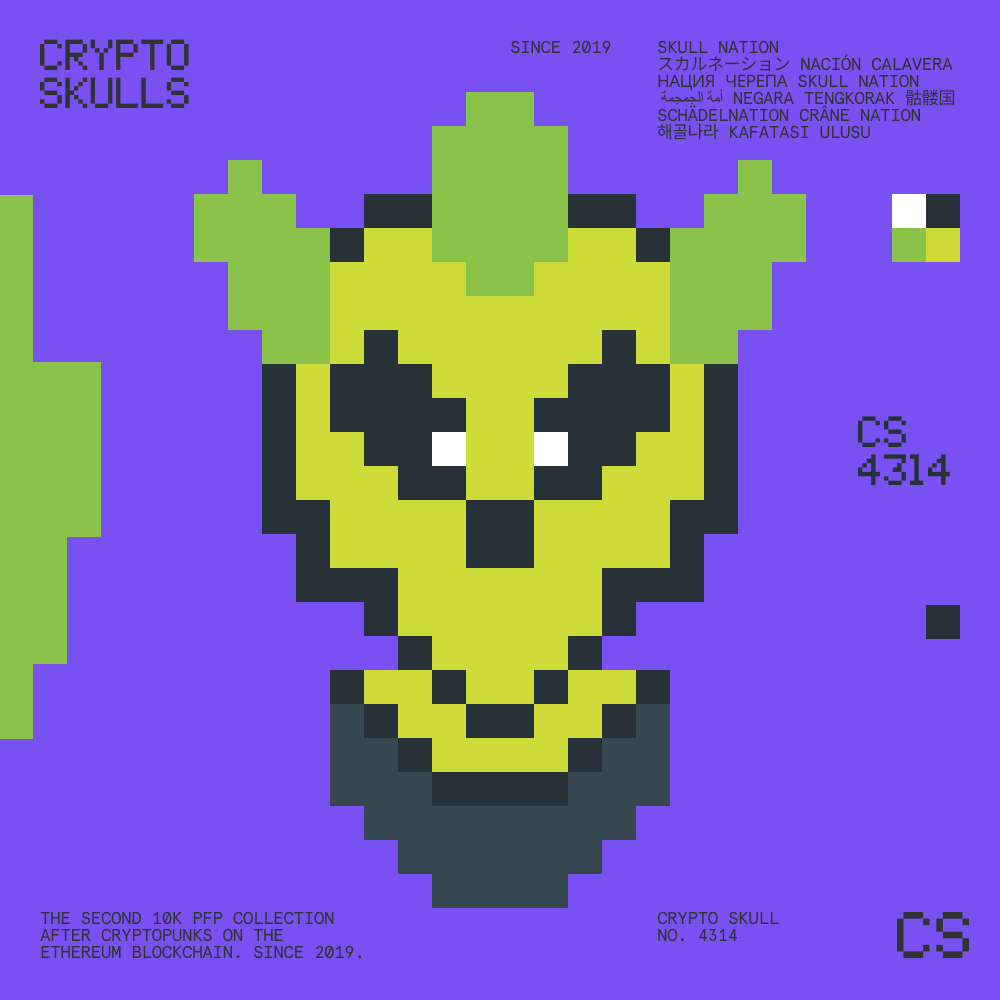 CRYPTO
SKULLS
SINCE 2019
SKULL NATION
スカルネーション NACIÓN CALAVERA
НАЦИЯ ЧЕРЕПА SKULL NATION
أمة الجمجمة NEGARA TENGKORAK 骷髅国
SCHÄDELNATION CRÂNE NATION
해골나라 KAFATASI ULUSU
CS
4314
THE SECOND 10K PFP COLLECTION
AFTER CRYPTOPUNKS ON THE
ETHEREUM BLOCKCHAIN. SINCE 2019.
CRYPTO SKULL
NO. 4314
CS